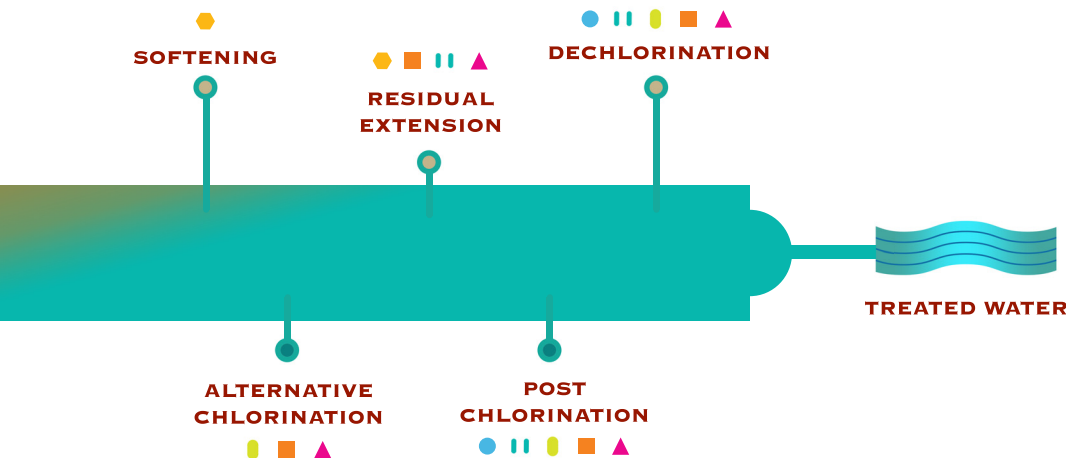 SOFTENING
RESIDUAL
EXTENSION
DECHLORINATION
TREATED WATER
ALTERNATIVE
CHLORINATION
POST
CHLORINATION